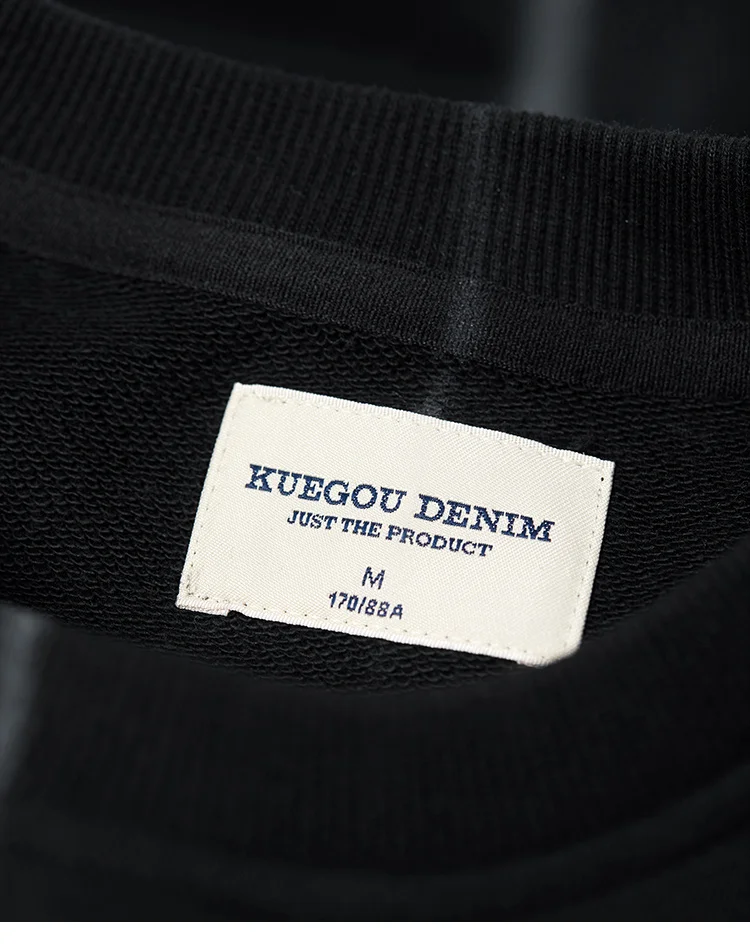 KUEGOU DENIM
JUST THE PRODUCT
M
170/88A